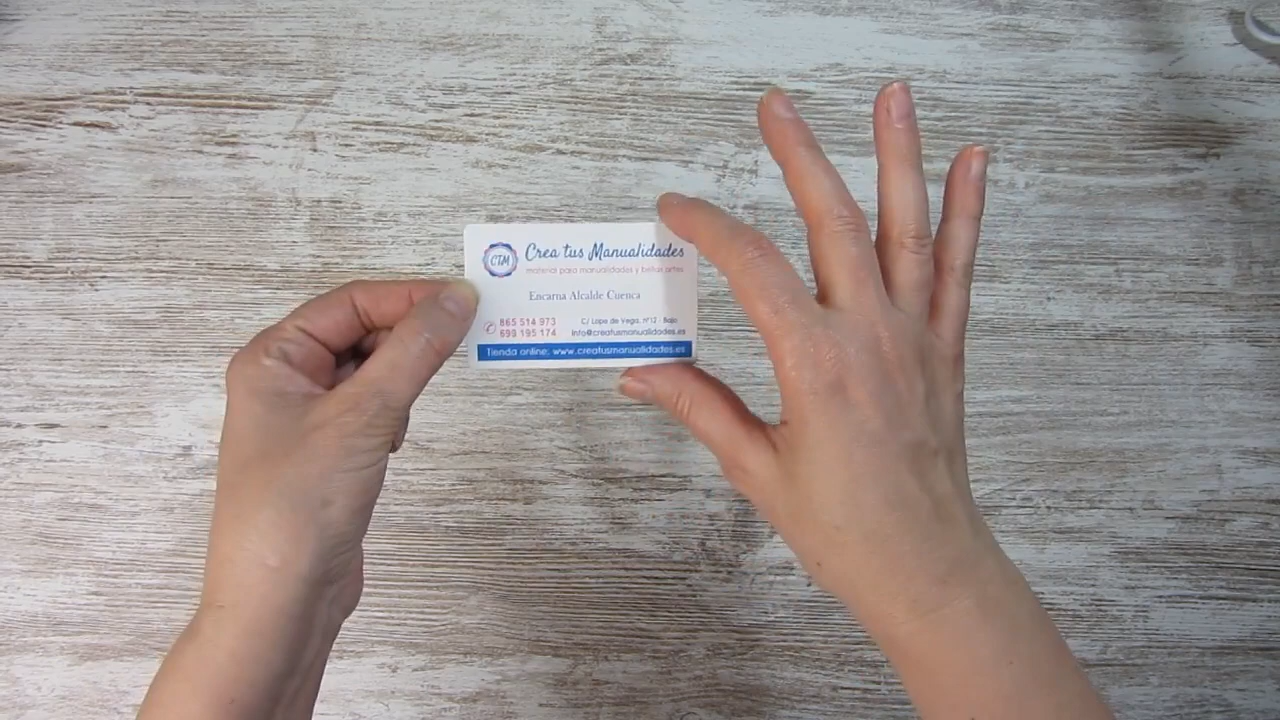 CTM
Crea tus Manualidades
material para manualidades y bellas artes
Encarna Alcalde Cuenca
865 514 973
699 195 174
C/ Lope de Vega, nº12 - Bajo
info@creatusmanualidades.es
Tienda online: www.creatusmanualidades.es